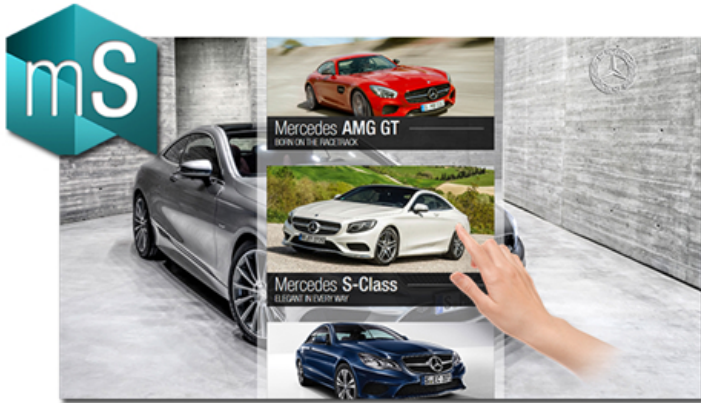 mS
Mercedes AMG GT
BORN ON THE RACETRACK
Mercedes S-Class
ELEGANT IN EVERY WAY